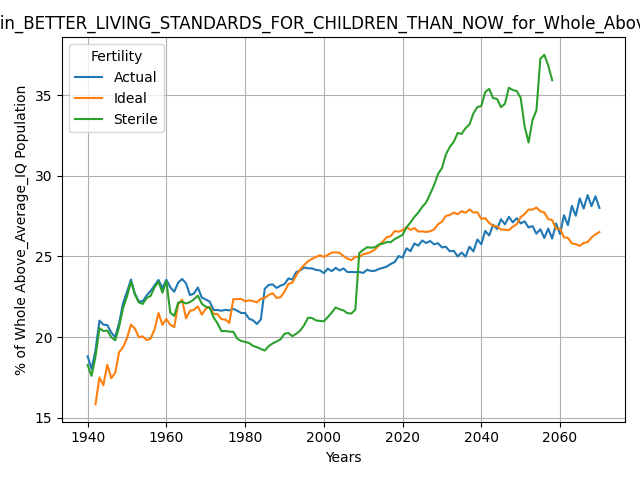 in_BETTER_LIVING_STANDARDS_FOR_CHILDREN_THAN_NOW_for_Whole_Above
Fertility
Actual
Ideal
Sterile
% of Whole Above_Average_IQ Population
35
30
25
20
15
1940 1960 1980 2000 2020 2040 2060
Years